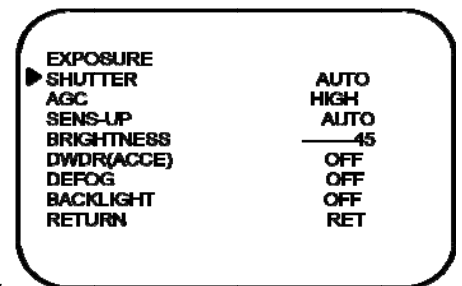 EXPOSURE
SHUTTER AUTO
AGC HIGH
SENS-UP AUTO
BRIGHTNESS 45
DWDR(ACCE) OFF
DEFOG OFF
BACKLIGHT OFF
RETURN RET